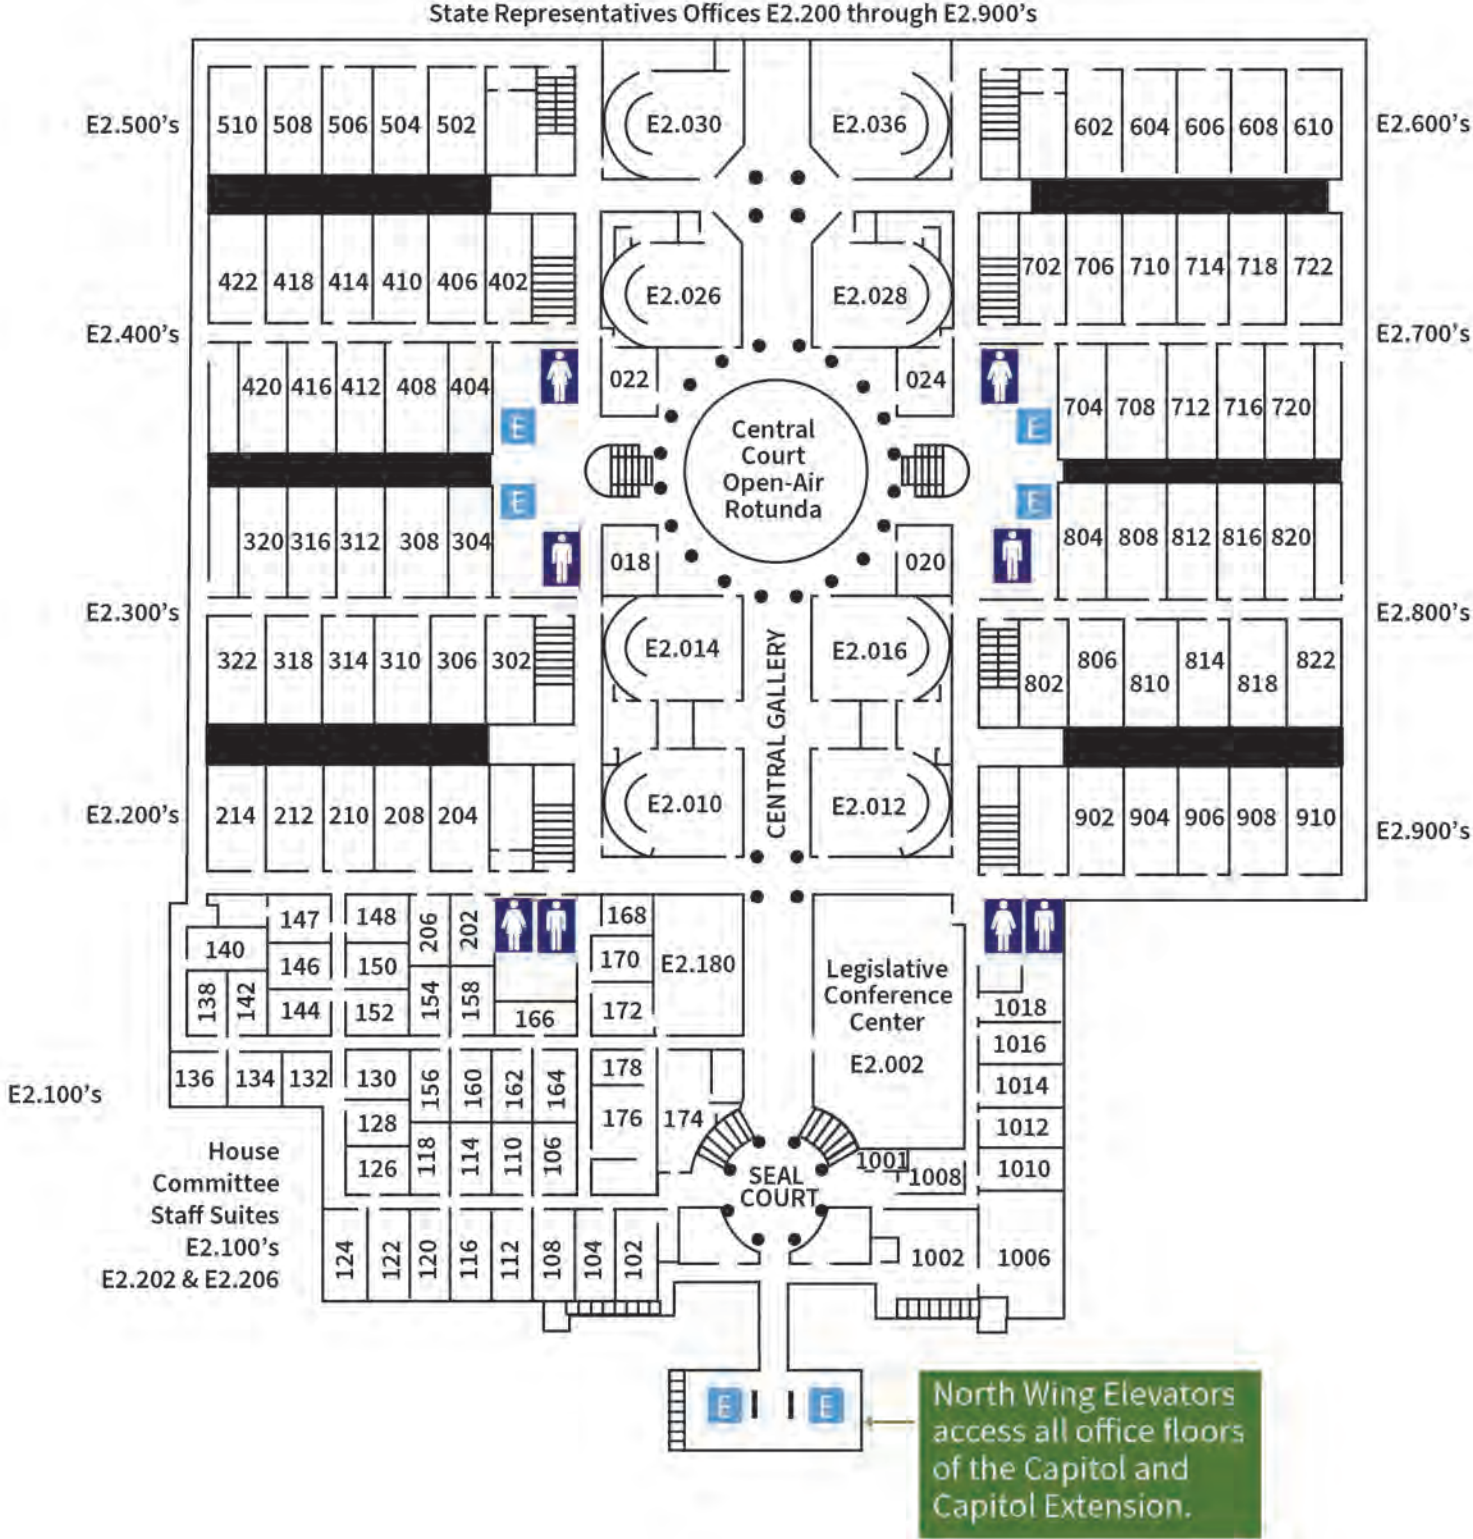 State Representatives Offices E2.200 through E2.900's
E2.500's
510 508 506 504 502
E2.030
E2.036
602 604 606 608 610
E2.600's
422 418 414 410 406 402
E2.026
E2.028
702 706 710 714 718 722
E2.400's
E2.700's
420 416 412 408 404
022
024
704 708 712 716 720
E
E
Central
Court
Open-Air
Rotunda
E
E
320 316 312 308 304
018
020
804 808 812 816 820
E2.300's
E2.800's
322 318 314 310 306 302
E2.014
E2.016
802 806 810 814 818 822
CENTRAL GALLERY
E2.200's
214 212 210 208 204
E2.010
E2.012
902 904 906 908 910
E2.900's
147 148 206 202
168
140
146 150
170
E2.180
Legislative
Conference
Center
E2.002
138 142 144 152 154 158
166
172
1018
1016
E2.100's
136 134 132 130 156 160 162 164
178
1014
128
176
174
1012
126 118 114 110 106
1001
1008
1010
SEAL
COURT
House
Committee
Staff Suites
E2.100's
E2.202 & E2.206
124 122 120 116 112 108 104 102
1002
1006
E
E
North Wing Elevators
access all office floors
of the Capitol and
Capitol Extension.